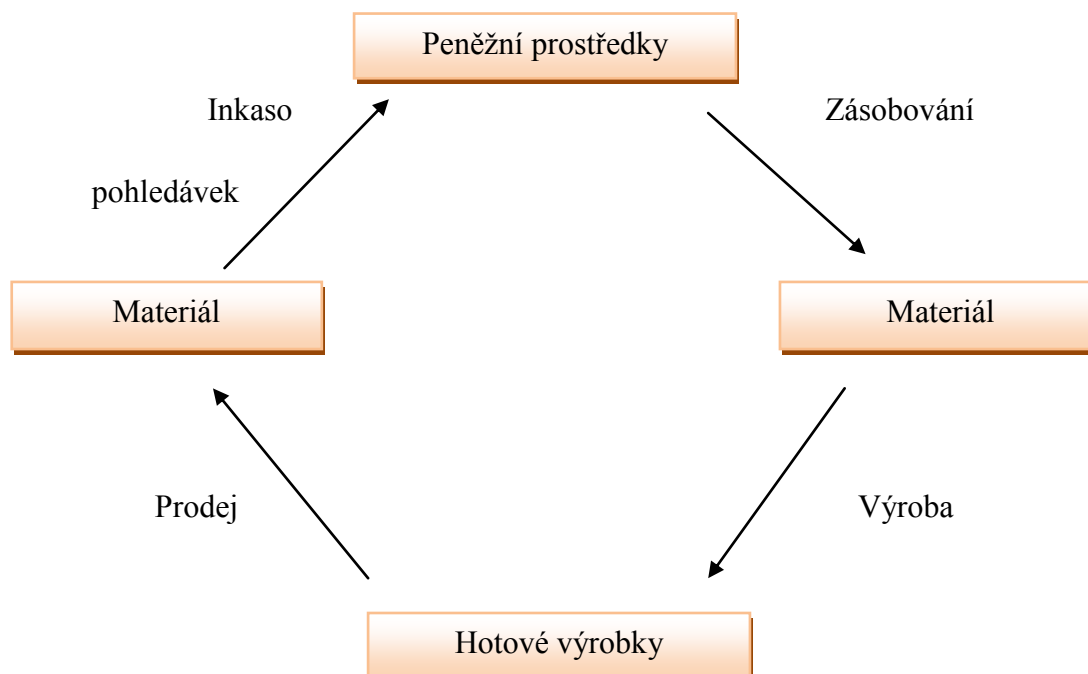 Peněžní prostředky
Inkaso
Zásobování
pohledávek
Materiál
Materiál
Prodej
Výroba
Hotové výrobky